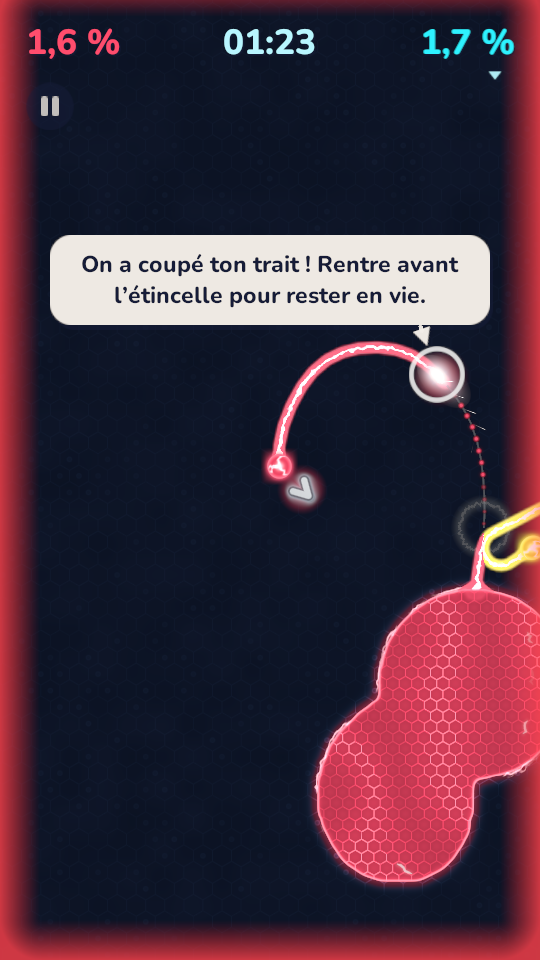 1,6 % 01:23 1,7 %
On a coupé ton trait ! Rentre avant
l’étincelle pour rester en vie.